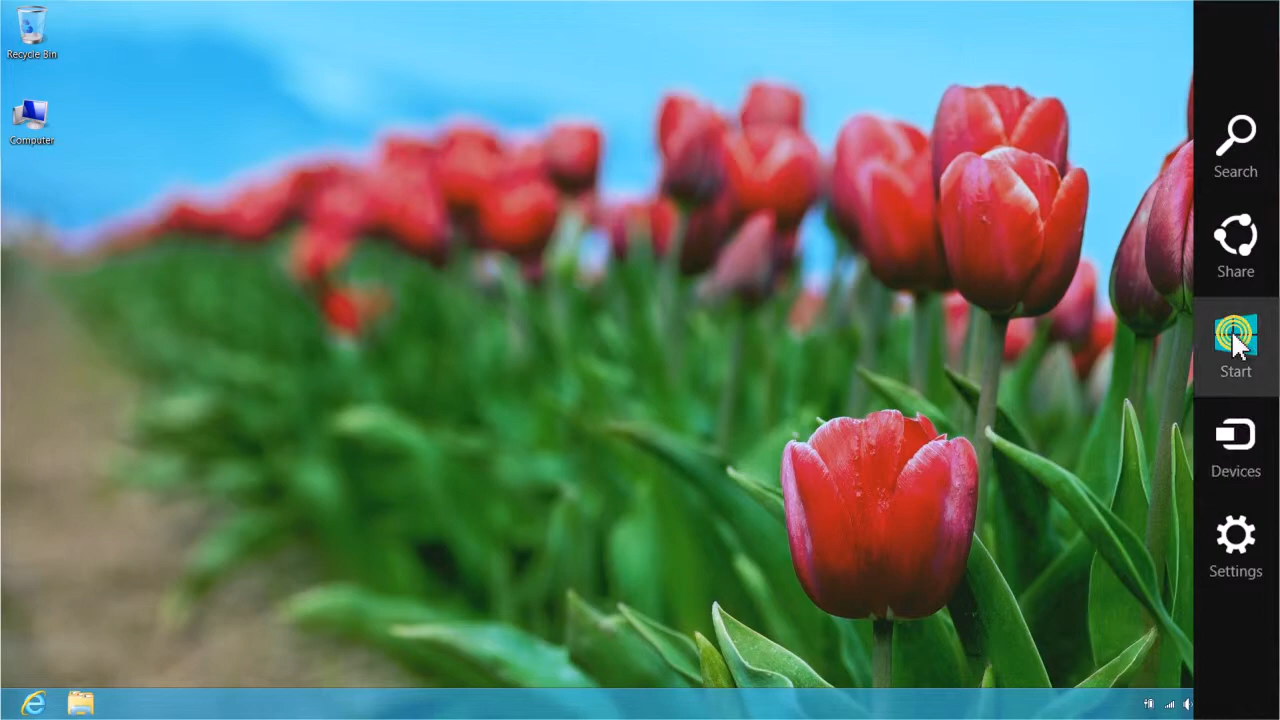 Recycle Bin
Computer
Search
Share
Start
Devices
Settings